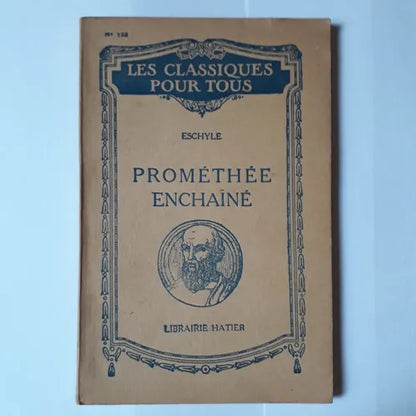 N° 138
LES CLASSIQUES
POUR TOUS
ESCHYLE
PROMÉTHÉE
ENCHAÎNÉ
LIBRAIRIE HATIER